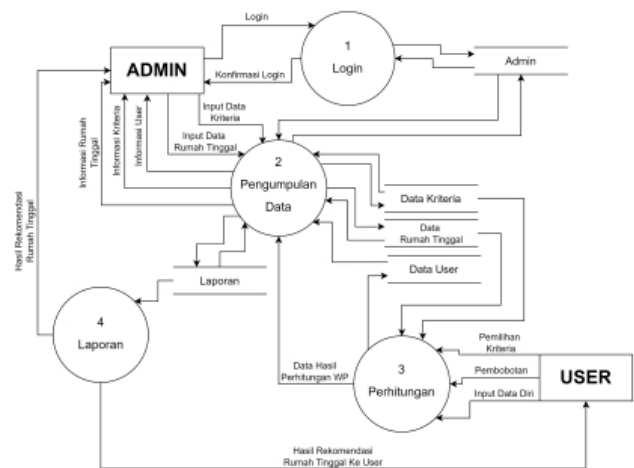 Login
1
Login
ADMIN
Admin
Konfirmasi Login
Input Data
Kriteria
Input Data
Rumah Tinggal
Informasi User
Informasi Kriteria
Informasi Rumah
Tinggal
Hasil Rekomendasi
Rumah Tinggal
2
Pengumpulan
Data
Data Kriteria
Data
Rumah Tinggal
Data User
Laporan
4
Laporan
Data Hasil
Perhitungan WP
3
Perhitungan
Pemilihan
Kriteria
Pembobotan
Input Data Diri
USER
Hasil Rekomendasi
Rumah Tinggal Ke User